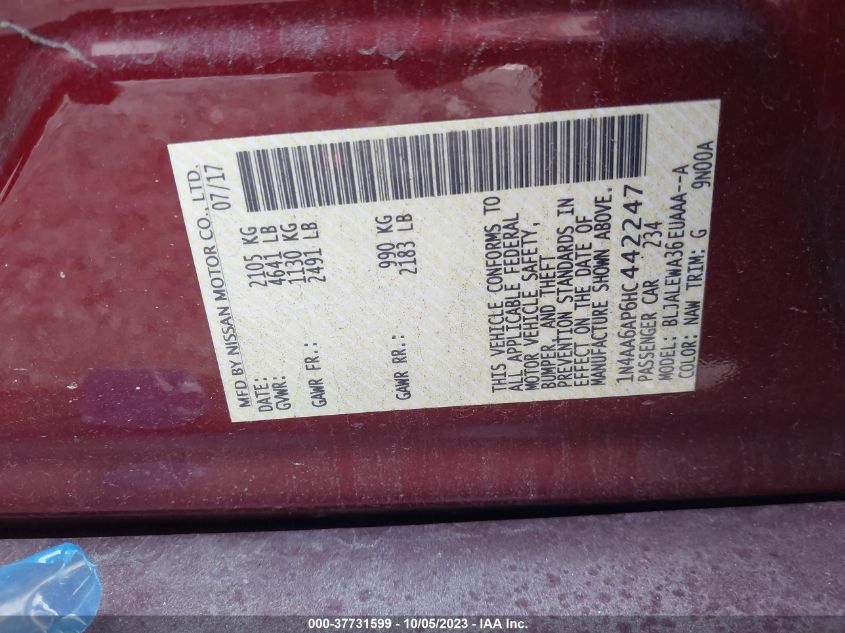 MFD BY NISSAN MOTOR CO., LTD.
DATE: 07/17
GVWR: 2105 KG
4641 LB
GAWR FR.: 1130 KG
2491 LB
GAWR RR.: 990 KG
2183 LB
THIS VEHICLE CONFORMS TO
ALL APPLICABLE FEDERAL
MOTOR VEHICLE SAFETY,
BUMPER, AND THEFT
PREVENTION STANDARDS IN
EFFECT ON THE DATE OF
MANUFACTURE SHOWN ABOVE.
1N4AA6AP6HC442247
PASSENGER CAR 234
MODEL: BLJALEWA36EUAAA--A
COLOR: NAW TRIM: G 9N00A
000-37731599 - 10/05/2023 - IAA Inc.